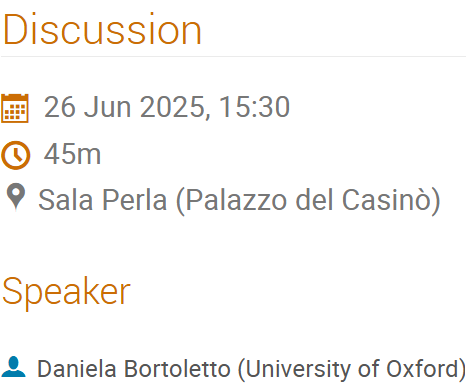 Discussion
26 Jun 2025, 15:30
45m
Sala Perla (Palazzo del Casinò)
Speaker
Daniela Bortoletto (University of Oxford)